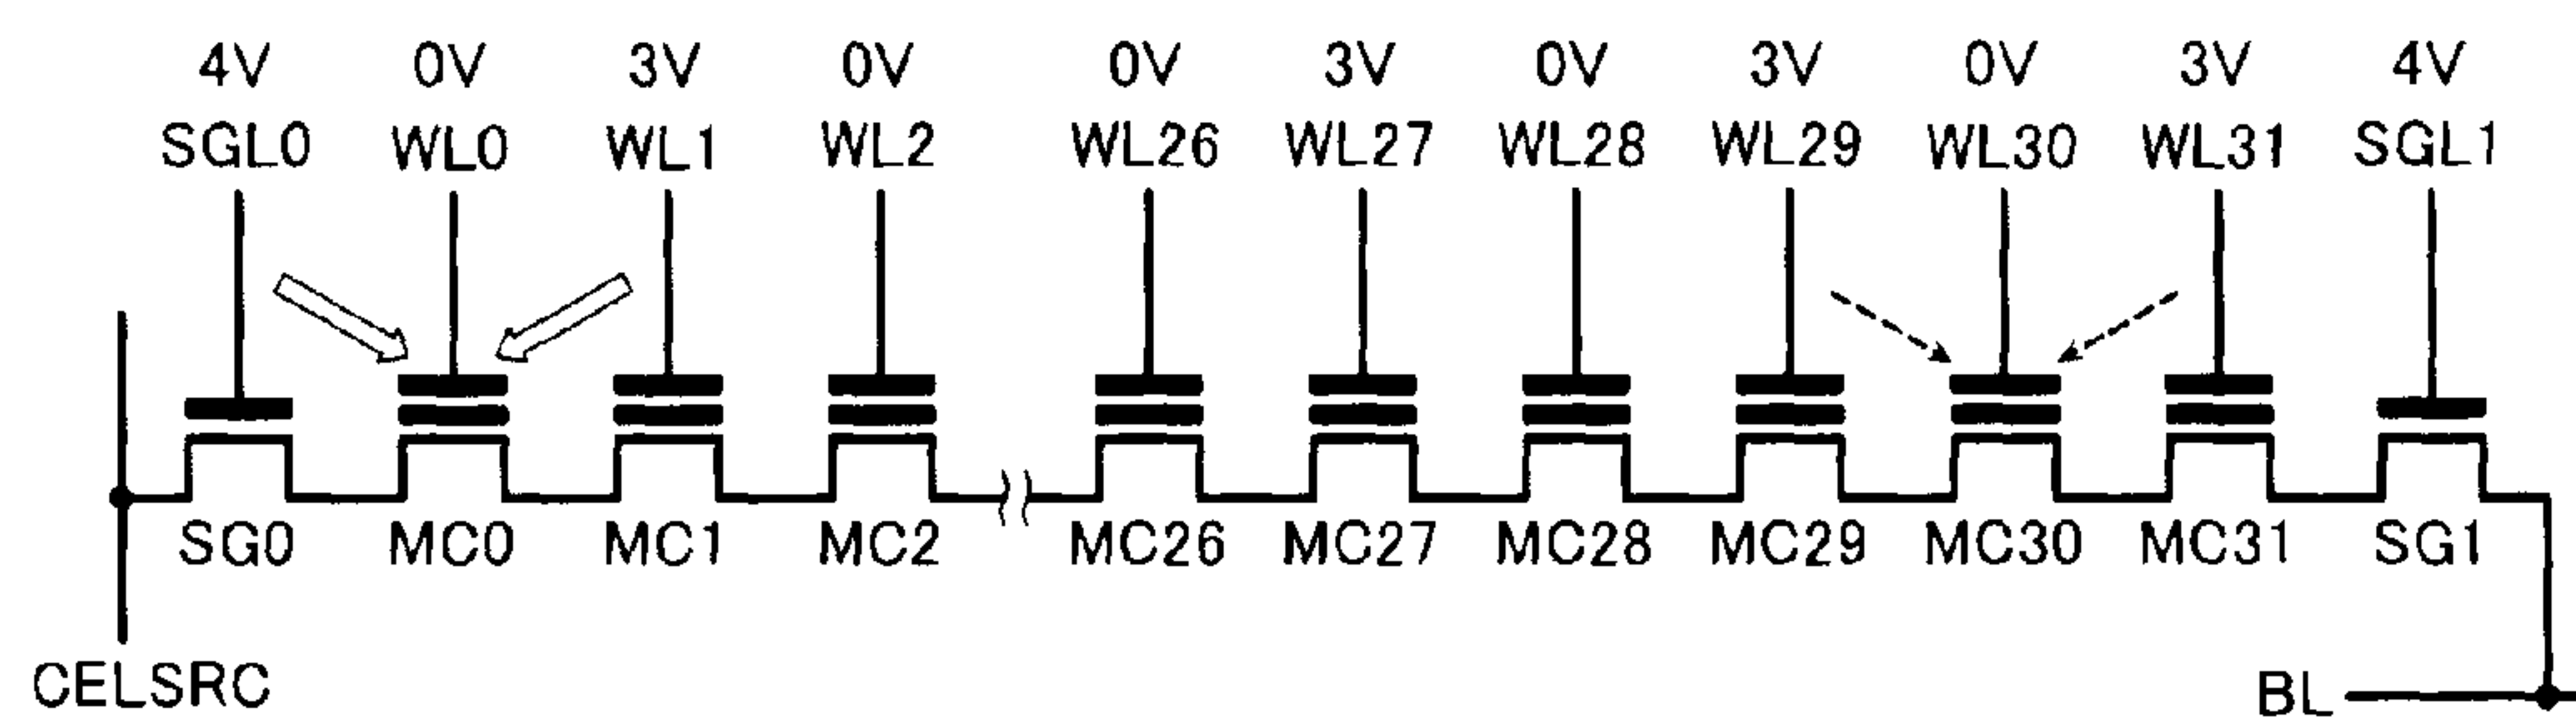 4V 0V 3V 0V 0V 3V 0V 3V 0V 3V 4V
SGL0 WL0 WL1 WL2 WL26 WL27 WL28 WL29 WL30 WL31 SGL1
SG0 MC0 MC1 MC2 MC26 MC27 MC28 MC29 MC30 MC31 SG1
CELSRC BL